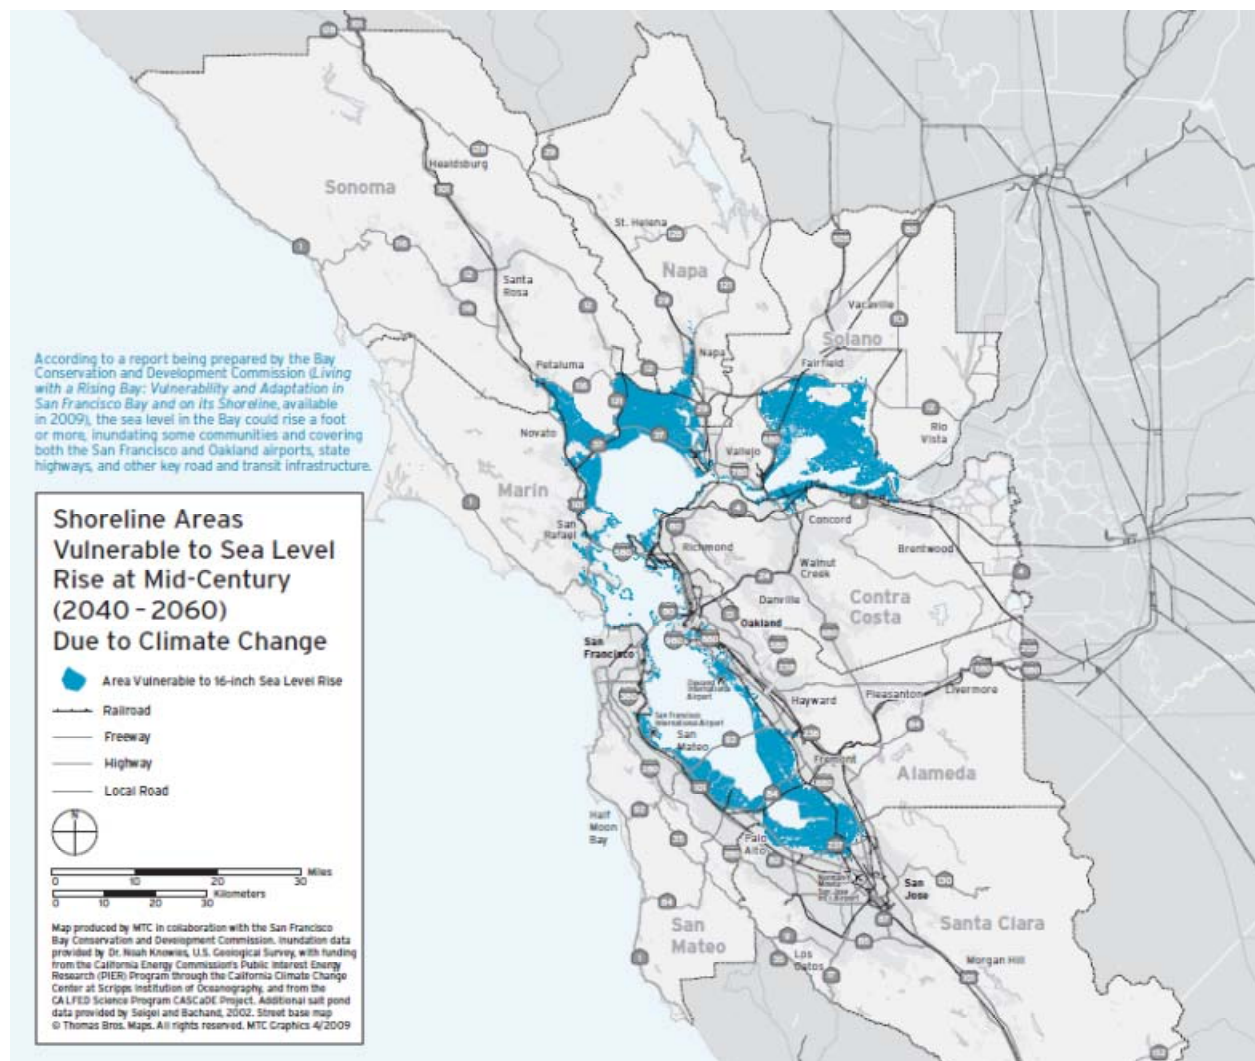 Healdsburg
Sonoma
St. Helena
Napa
Santa
Rosa
Vacaville
Solano
According to a report being prepared by the Bay
Conservation and Development Commission (Living
with a Rising Bay: Vulnerability and Adaptation in
San Francisco Bay and on its Shoreline, available
in 2009), the sea level in the Bay could rise a foot
or more, inundating some communities and covering
both the San Francisco and Oakland airports, state
highways, and other key road and transit infrastructure.
Petaluma
Napa
Fairfield
Novato
Vallejo
Rio
Vista
Marin
San
Rafael
Richmond
Concord
Brentwood
Walnut
Creek
Danville
Contra
Costa
Oakland
San
Francisco
Oakland
International
Airport
Hayward
Pleasanton
Livermore
San Francisco
International Airport
San
Mateo
Fremont
Alameda
Half
Moon
Bay
Palo
Alto
San
Jose
Santa Clara
San
Mateo
Los
Gatos
Morgan Hill
Shoreline Areas
Vulnerable to Sea Level
Rise at Mid-Century
(2040 – 2060)
Due to Climate Change
Area Vulnerable to 16-inch Sea Level Rise
Railroad
Freeway
Highway
Local Road
N
0 10 20 30 Miles
0 10 20 30 Kilometers
Map produced by MTC in collaboration with the San Francisco
Bay Conservation and Development Commission. Inundation data
provided by Dr. Noah Knowles, U.S. Geological Survey, with funding
from the California Energy Commission's Public Interest Energy
Research (PIER) Program through the California Climate Change
Center at Scripps Institution of Oceanography, and from the
CALFED Science Program CASCaDE Project. Additional salt pond
data provided by Seigel and Bachand, 2002. Street base map
© Thomas Bros. Maps. All rights reserved. MTC Graphics 4/2009